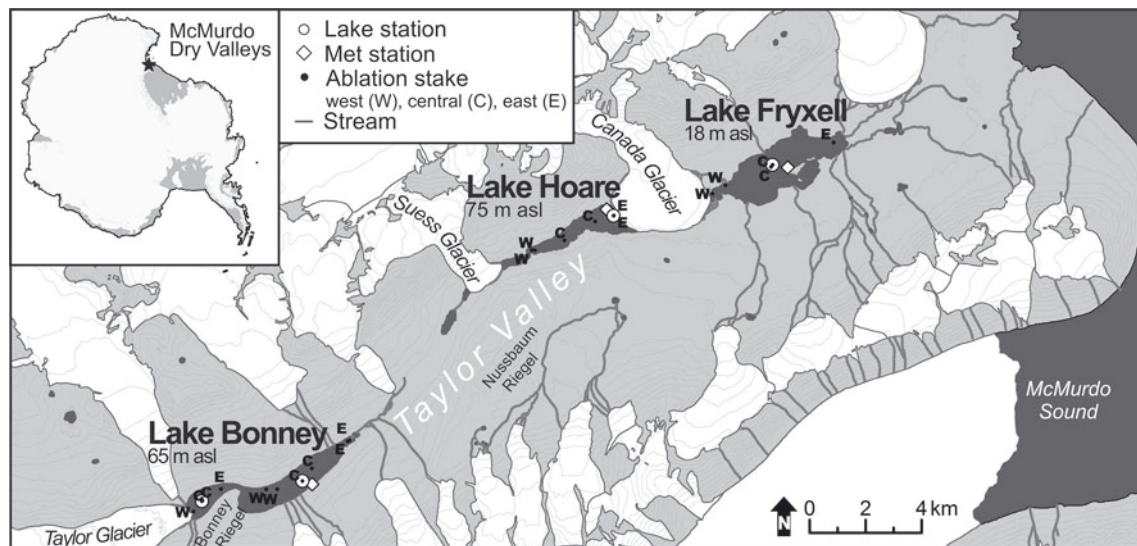 McMurdo
Dry Valleys
Lake station
Met station
Ablation stake
west (W), central (C), east (E)
Stream
Lake Fryxell
18 m asl
E
C
C
W
W
Canada Glacier
Lake Hoare
75 m asl
E
E
C
C
W
W
Suess Glacier
Taylor Valley
Nussbaum
Riegel
McMurdo
Sound
Lake Bonney
65 m asl
E
E
C
C
E
W W
C
C
W
Bonney
Riegel
Taylor Glacier
N
0 2 4 km